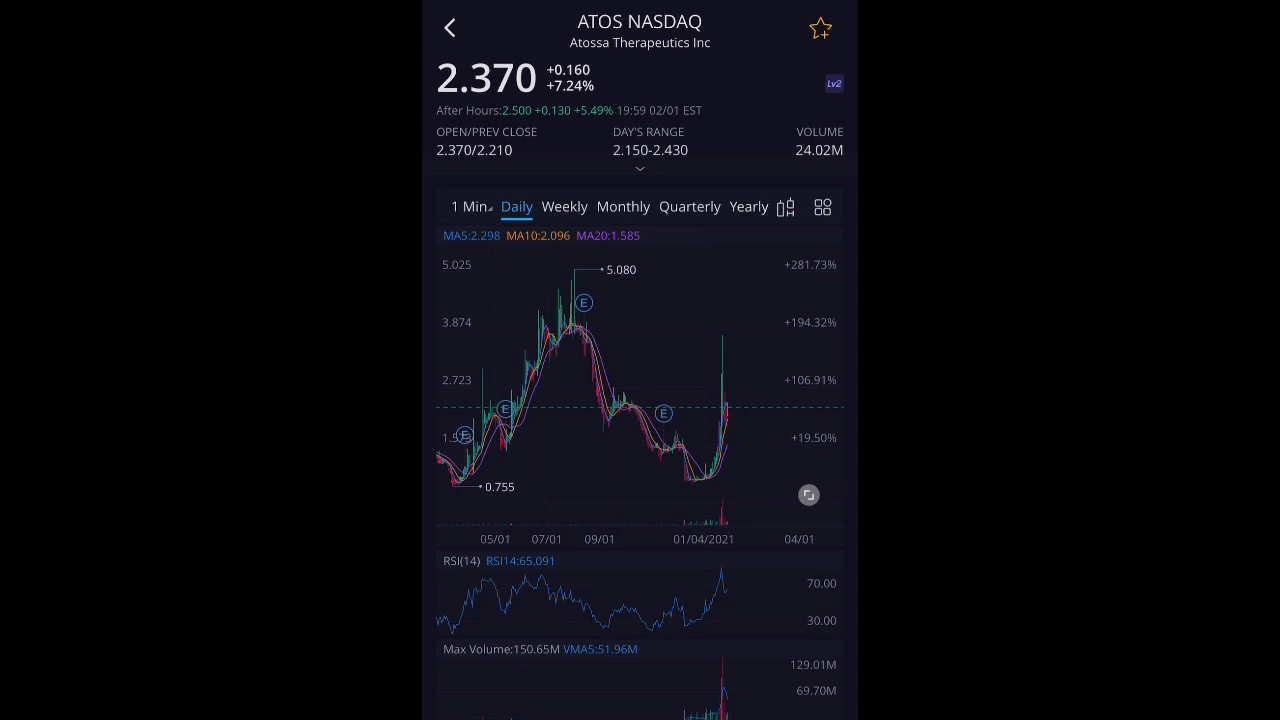 ATOS NASDAQ
Atossa Therapeutics Inc
2.370 +0.160
+7.24%
Lv2
After Hours:2.500 +0.130 +5.49% 19:59 02/01 EST
OPEN/PREV CLOSE DAY'S RANGE VOLUME
2.370/2.210 2.150-2.430 24.02M
1 Min Daily Weekly Monthly Quarterly Yearly
MA5:2.298 MA10:2.096 MA20:1.585
5.025 5.080 +281.73%
E
3.874 +194.32%
2.723 +106.91%
E E
E +19.50%
0.755
05/01 07/01 09/01 01/04/2021 04/01
RSI(14) RSI14:65.091
70.00
30.00
Max Volume:150.65M VMA5:51.96M
129.01M
69.70M